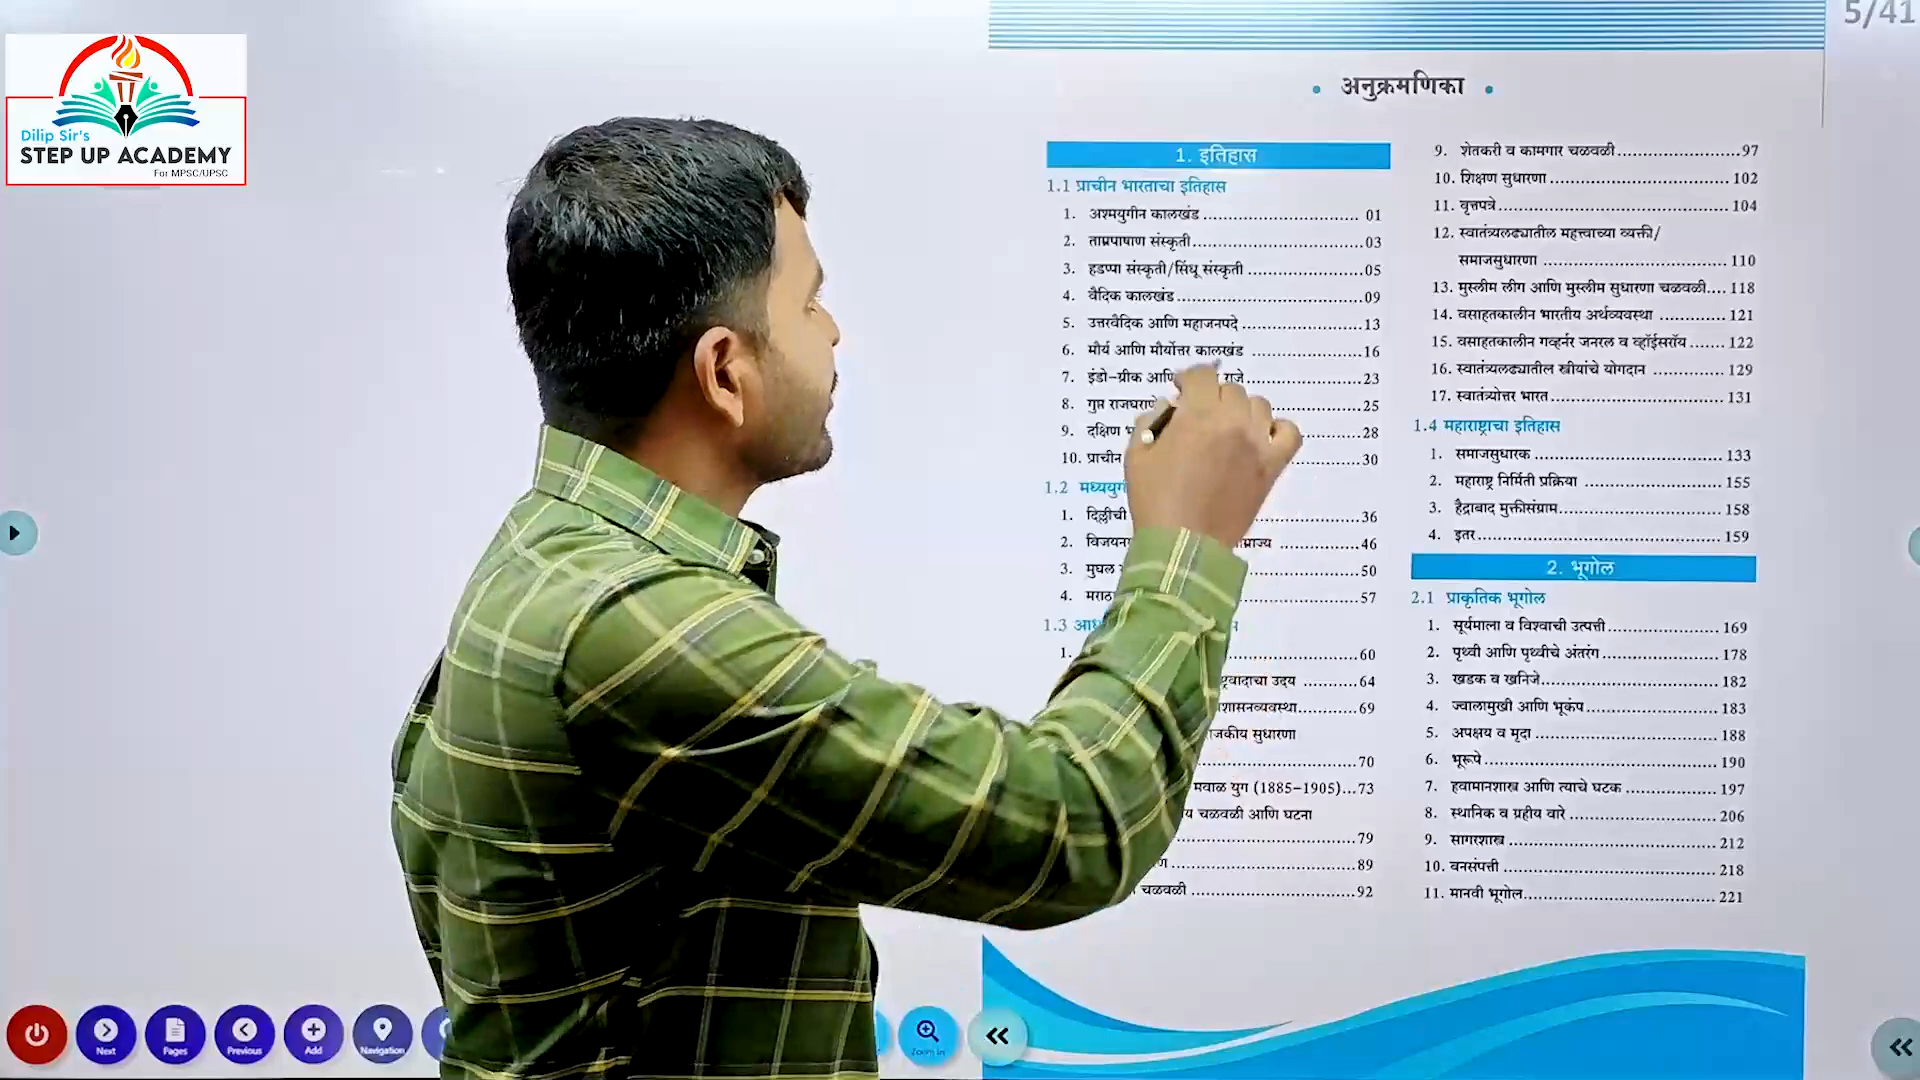 5/41
Dilip Sir's
STEP UP ACADEMY
For MPSC/UPSC
• अनुक्रमणिका •
1. इतिहास
1.1 प्राचीन भारताचा इतिहास
1. अश्मयुगीन कालखंड 01
2. ताम्रपाषाण संस्कृती 03
3. हडप्पा संस्कृती/सिंधू संस्कृती 05
4. वैदिक कालखंड 09
5. उत्तरवैदिक आणि महाजनपदे 13
6. मौर्य आणि मौर्योत्तर कालखंड 16
7. इंडो-ग्रीक आणि राजे 23
8. गुप्त राजघराणे 25
9. दक्षिण 28
10. प्राचीन 30
1.2 मध्ययुगी
1. दिल्लीची 36
2. 46
3. मुघल 50
4. मराठा 57
1.3
1. 60
उदय 64
69
सुधारणा
70
मवाळ युग (1885-1905)...73
चळवळी आणि घटना
79
89
चळवळी 92
9. शेतकरी व कामगार चळवळी 97
10. शिक्षण सुधारणा 102
11. वृत्तपत्रे 104
12. स्वातंत्र्यलढ्यातील महत्त्वाच्या व्यक्ती/
समाजसुधारणा 110
13. मुस्लीम लीग आणि मुस्लीम सुधारणा चळवळी.... 118
14. वसाहतकालीन भारतीय अर्थव्यवस्था 121
15. वसाहतकालीन गव्हर्नर जनरल व व्हॉईसरॉय 122
16. स्वातंत्र्यलढ्यातील स्त्रीयांचे योगदान 129
17. स्वातंत्र्योत्तर भारत 131
1.4 महाराष्ट्राचा इतिहास
1. समाजसुधारक 133
2. महाराष्ट्र निर्मिती प्रक्रिया 155
3. हैद्राबाद मुक्तीसंग्राम 158
4. इतर 159
2. भूगोल
2.1 प्राकृतिक भूगोल
1. सूर्यमाला व विश्वाची उत्पत्ती 169
2. पृथ्वी आणि पृथ्वीचे अंतरंग 178
3. खडक व खनिजे 182
4. ज्वालामुखी आणि भूकंप 183
5. अपक्षय व मृदा 188
6. भूरूपे 190
7. हवामानशास्त्र आणि त्याचे घटक 197
8. स्थानिक व ग्रहीय वारे 206
9. सागरशास्त्र 212
10. वनसंपत्ती 218
11. मानवी भूगोल 221
Next
Pages
Previous
Add
Navigation
Zoom In